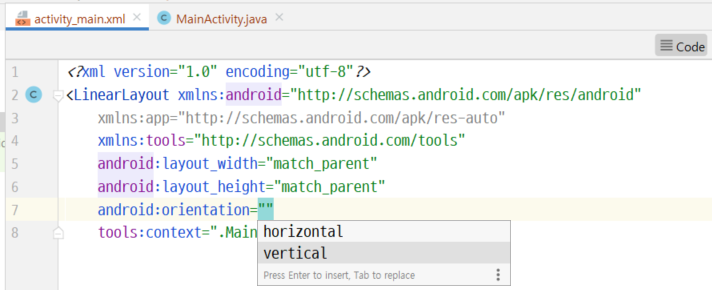 activity_main.xml MainActivity.java
Code
1 <?xml version="1.0" encoding="utf-8"?>
2 C <LinearLayout xmlns:android="http://schemas.android.com/apk/res/android"
3 xmlns:app="http://schemas.android.com/apk/res-auto"
4 xmlns:tools="http://schemas.android.com/tools"
5 android:layout_width="match_parent"
6 android:layout_height="match_parent"
7 android:orientation=""
8 tools:context=".Main
horizontal
vertical
Press Enter to insert, Tab to replace